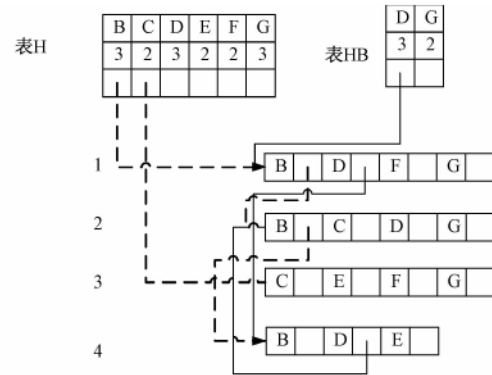 表H
B C D E F G
3 2 3 2 2 3
表HB
D G
3 2
1 B D F G
2 B C D G
3 C E F G
4 B D E